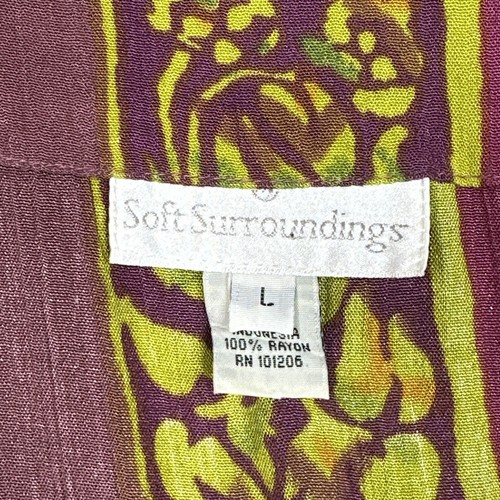 Soft Surroundings
L
INDONESIA
100% RAYON
RN 101206